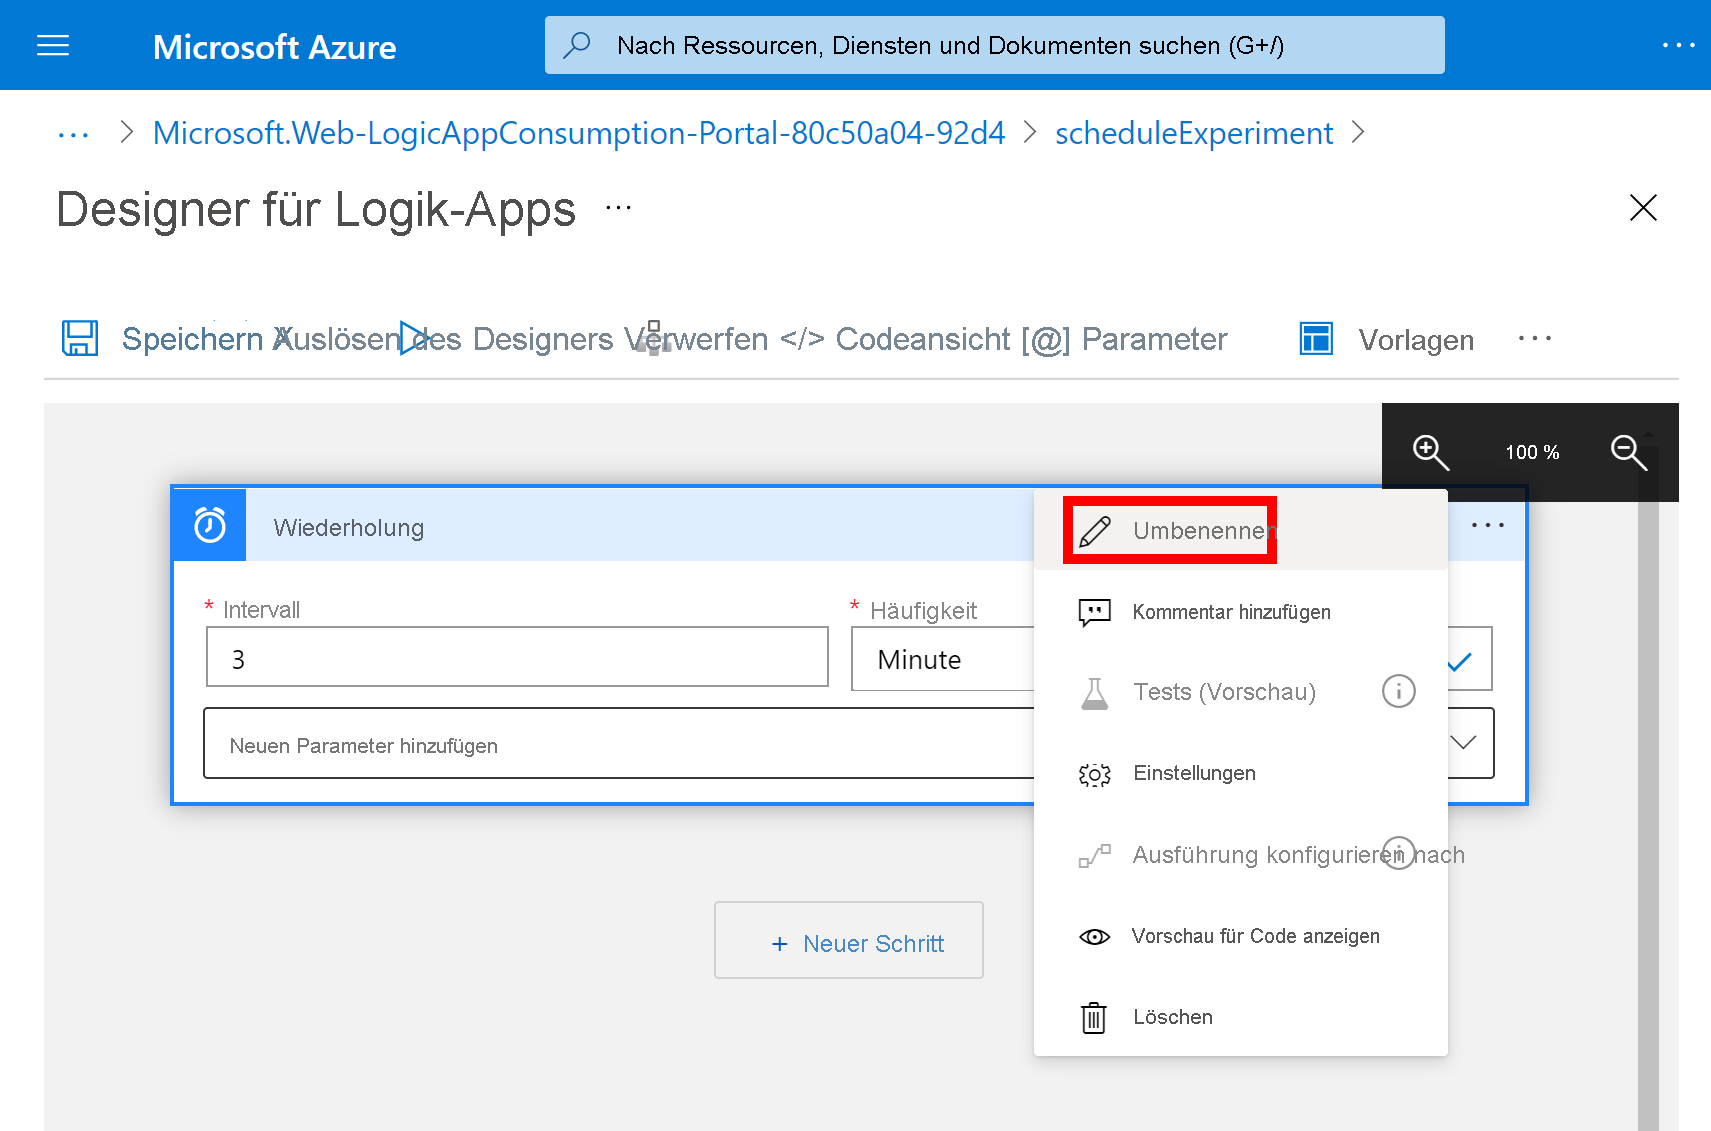 Microsoft Azure
Nach Ressourcen, Diensten und Dokumenten suchen (G+/)
...
... > Microsoft.Web-LogicAppConsumption-Portal-80c50a04-92d4 > scheduleExperiment >
Designer für Logik-Apps ...
Speichern X Auslösen des Designers Verwerfen </> Codeansicht [@] Parameter Vorlagen ...
100 %
Wiederholung
...
Umbenennen
* Intervall
* Häufigkeit
3
Minute
Neuen Parameter hinzufügen
Kommentar hinzufügen
Tests (Vorschau)
Einstellungen
Ausführung konfigurieren nach
Vorschau für Code anzeigen
Löschen
+ Neuer Schritt